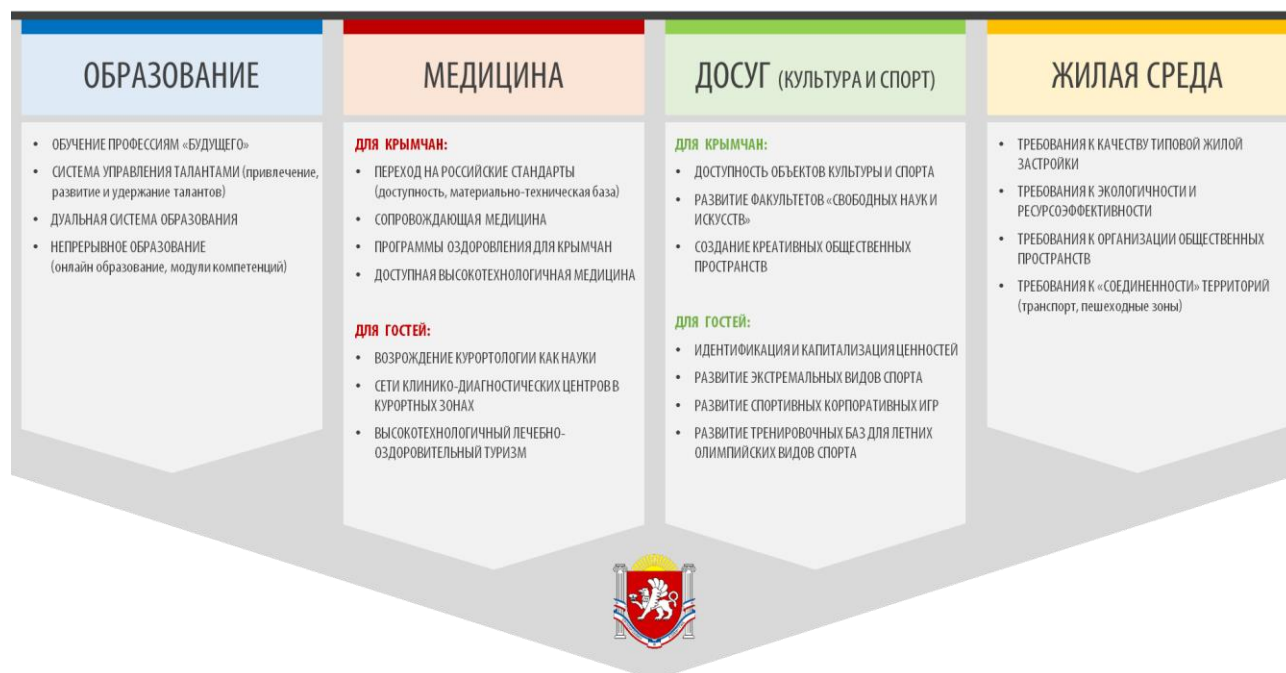 ОБРАЗОВАНИЕ
• ОБУЧЕНИЕ ПРОФЕССИЯМ «БУДУЩЕГО»
• СИСТЕМА УПРАВЛЕНИЯ ТАЛАНТАМИ (привлечение,
развитие и удержание талантов)
• ДУАЛЬНАЯ СИСТЕМА ОБРАЗОВАНИЯ
• НЕПРЕРЫВНОЕ ОБРАЗОВАНИЕ
(онлайн образование, модули компетенций)
МЕДИЦИНА
ДЛЯ КРЫМЧАН:
• ПЕРЕХОД НА РОССИЙСКИЕ СТАНДАРТЫ
(доступность, материально-техническая база)
• СОПРОВОЖДАЮЩАЯ МЕДИЦИНА
• ПРОГРАММЫ ОЗДОРОВЛЕНИЯ ДЛЯ КРЫМЧАН
• ДОСТУПНАЯ ВЫСОКОТЕХНОЛОГИЧНАЯ МЕДИЦИНА
ДЛЯ ГОСТЕЙ:
• ВОЗРОЖДЕНИЕ КУРОРТОЛОГИИ КАК НАУКИ
• СЕТИ КЛИНИКО-ДИАГНОСТИЧЕСКИХ ЦЕНТРОВ В
КУРОРТНЫХ ЗОНАХ
• ВЫСОКОТЕХНОЛОГИЧНЫЙ ЛЕЧЕБНО-
ОЗДОРОВИТЕЛЬНЫЙ ТУРИЗМ
ДОСУГ (КУЛЬТУРА И СПОРТ)
ДЛЯ КРЫМЧАН:
• ДОСТУПНОСТЬ ОБЪЕКТОВ КУЛЬТУРЫ И СПОРТА
• РАЗВИТИЕ ФАКУЛЬТЕТОВ «СВОБОДНЫХ НАУК И
ИСКУССТВ»
• СОЗДАНИЕ КРЕАТИВНЫХ ОБЩЕСТВЕННЫХ
ПРОСТРАНСТВ
ДЛЯ ГОСТЕЙ:
• ИДЕНТИФИКАЦИЯ И КАПИТАЛИЗАЦИЯ ЦЕННОСТЕЙ
• РАЗВИТИЕ ЭКСТРЕМАЛЬНЫХ ВИДОВ СПОРТА
• РАЗВИТИЕ СПОРТИВНЫХ КОРПОРАТИВНЫХ ИГР
• РАЗВИТИЕ ТРЕНИРОВОЧНЫХ БАЗ ДЛЯ ЛЕТНИХ
ОЛИМПИЙСКИХ ВИДОВ СПОРТА
ЖИЛАЯ СРЕДА
• ТРЕБОВАНИЯ К КАЧЕСТВУ ТИПОВОЙ ЖИЛОЙ
ЗАСТРОЙКИ
• ТРЕБОВАНИЯ К ЭКОЛОГИЧНОСТИ И
РЕСУРСОЭФФЕКТИВНОСТИ
• ТРЕБОВАНИЯ К ОРГАНИЗАЦИИ ОБЩЕСТВЕННЫХ
ПРОСТРАНСТВ
• ТРЕБОВАНИЯ К «СОЕДИНЕННОСТИ» ТЕРРИТОРИЙ
(транспорт, пешеходные зоны)